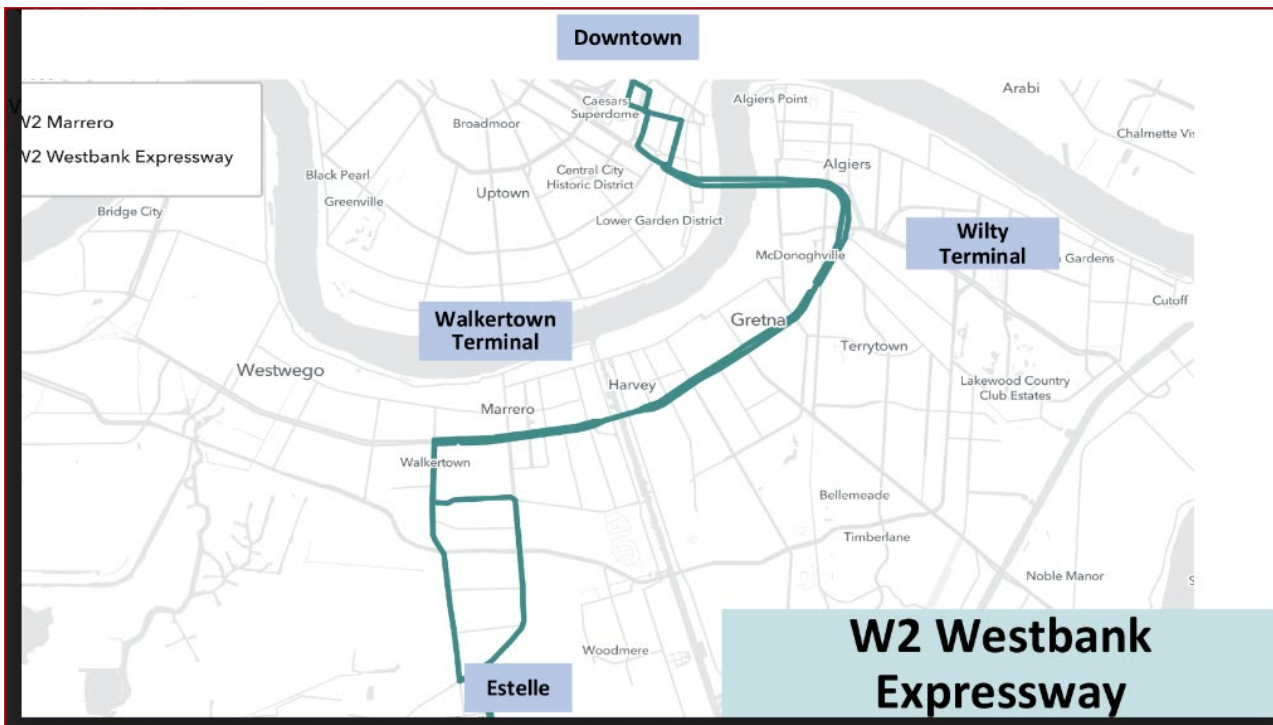 Downtown
W2 Marrero
W2 Westbank Expressway
Caesars
Superdome
Algiers Point
Arabi
Broadmoor
Chalmette Vis
Central City
Historic District
Algiers
Black Pearl
Greenville
Uptown
Bridge City
Lower Garden District
Wilty
Terminal
McDonoghville
Gardens
Cutoff
Walkertown
Terminal
Gretna
Terrytown
Westwego
Harvey
Lakewood Country
Club Estates
Marrero
Walkertown
Bellemeade
Timberlane
Noble Manor
Woodmere
Estelle
W2 Westbank
Expressway